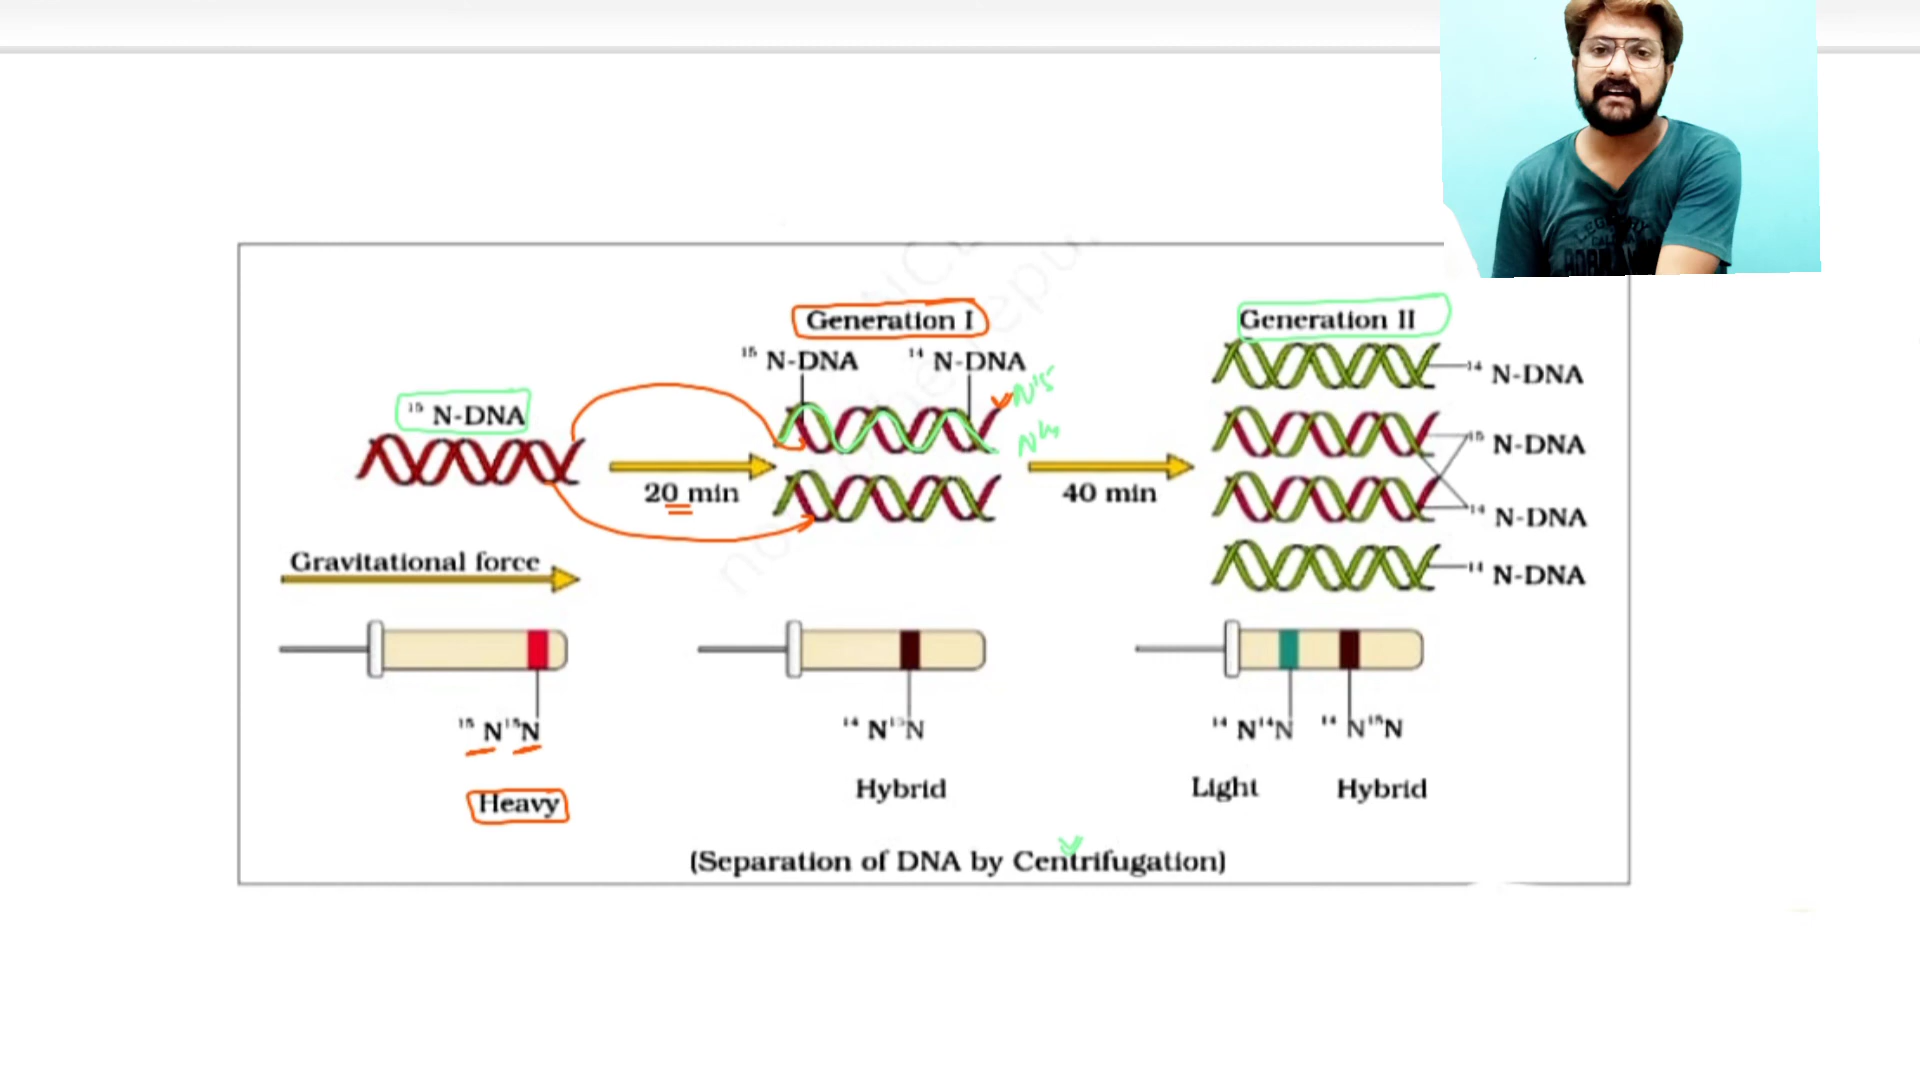 Generation I
Generation II
¹⁵ N-DNA
¹⁴ N-DNA
N15
N14
¹⁵ N-DNA
20 min
40 min
¹⁴ N-DNA
¹⁵ N-DNA
¹⁴ N-DNA
¹⁴ N-DNA
Gravitational force
¹⁵ N¹⁵N
¹⁴ N¹⁵N
¹⁴ N¹⁴N
¹⁴ N¹⁵N
Heavy
Hybrid
Light
Hybrid
(Separation of DNA by Centrifugation)